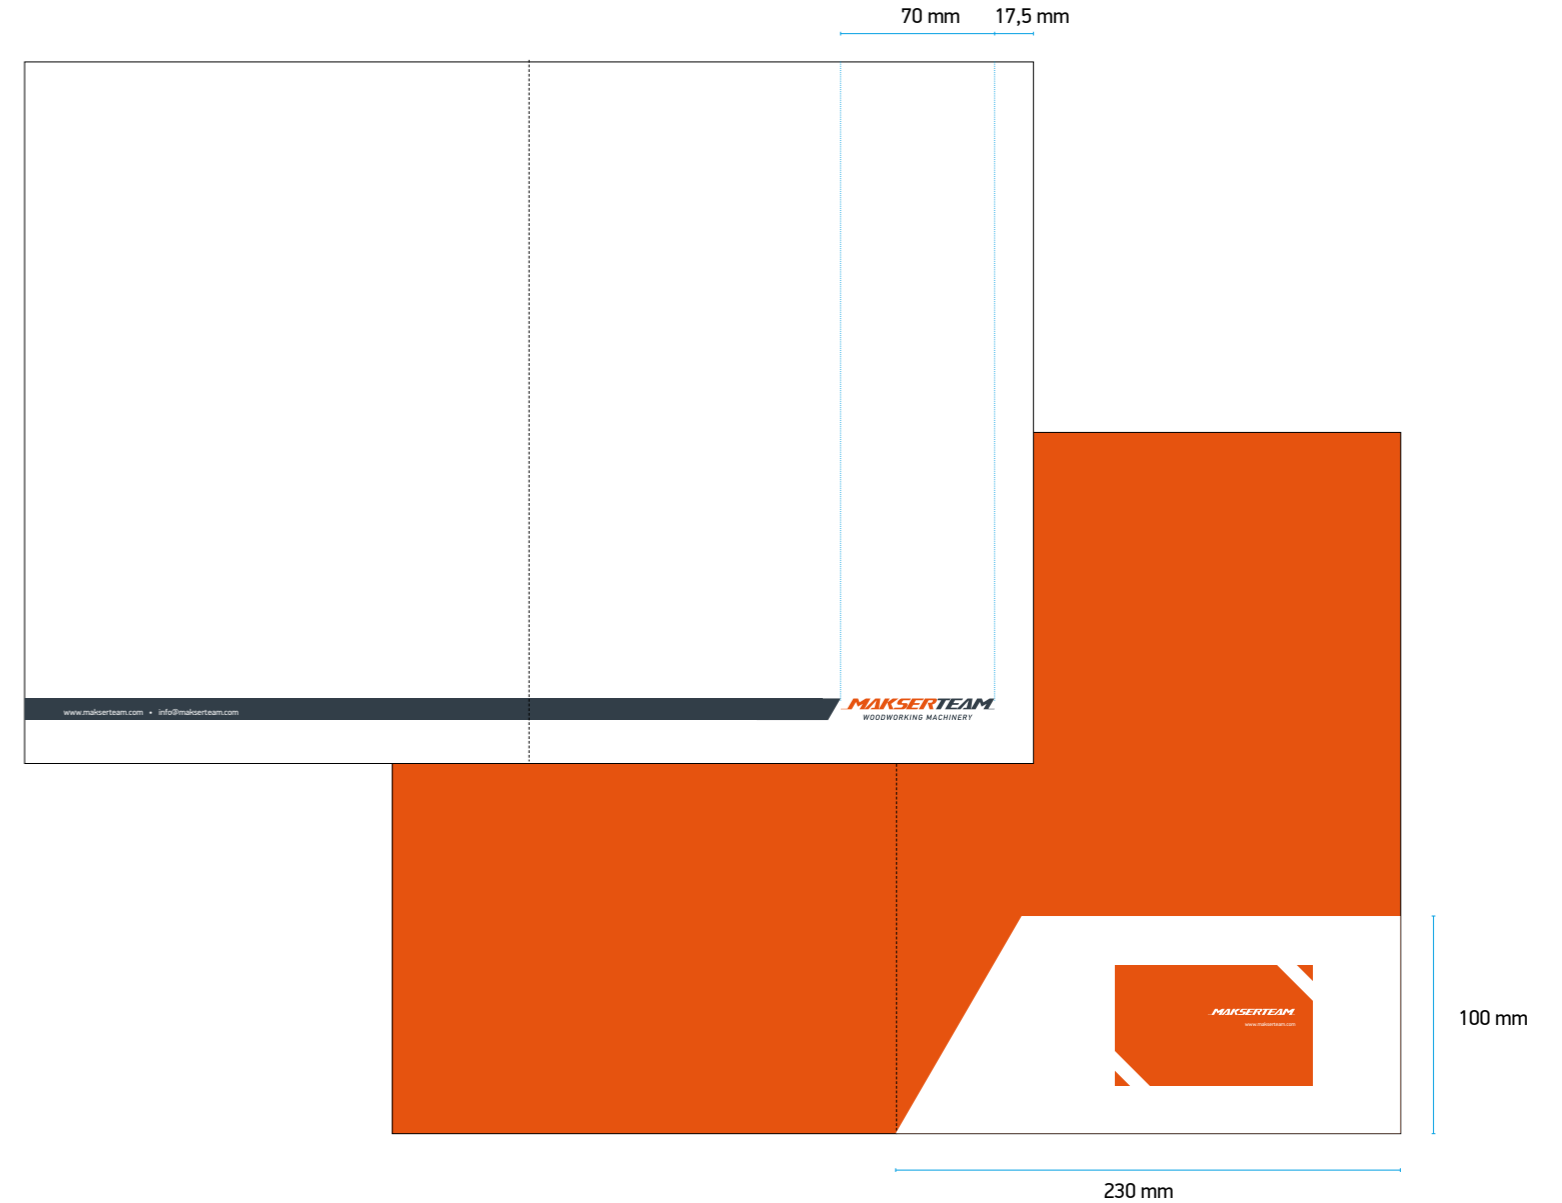 70 mm 17,5 mm
www.makserteam.com • info@makserteam.com
MAKSERTEAM
WOODWORKING MACHINERY
MAKSERTEAM
www.makserteam.com
100 mm
230 mm